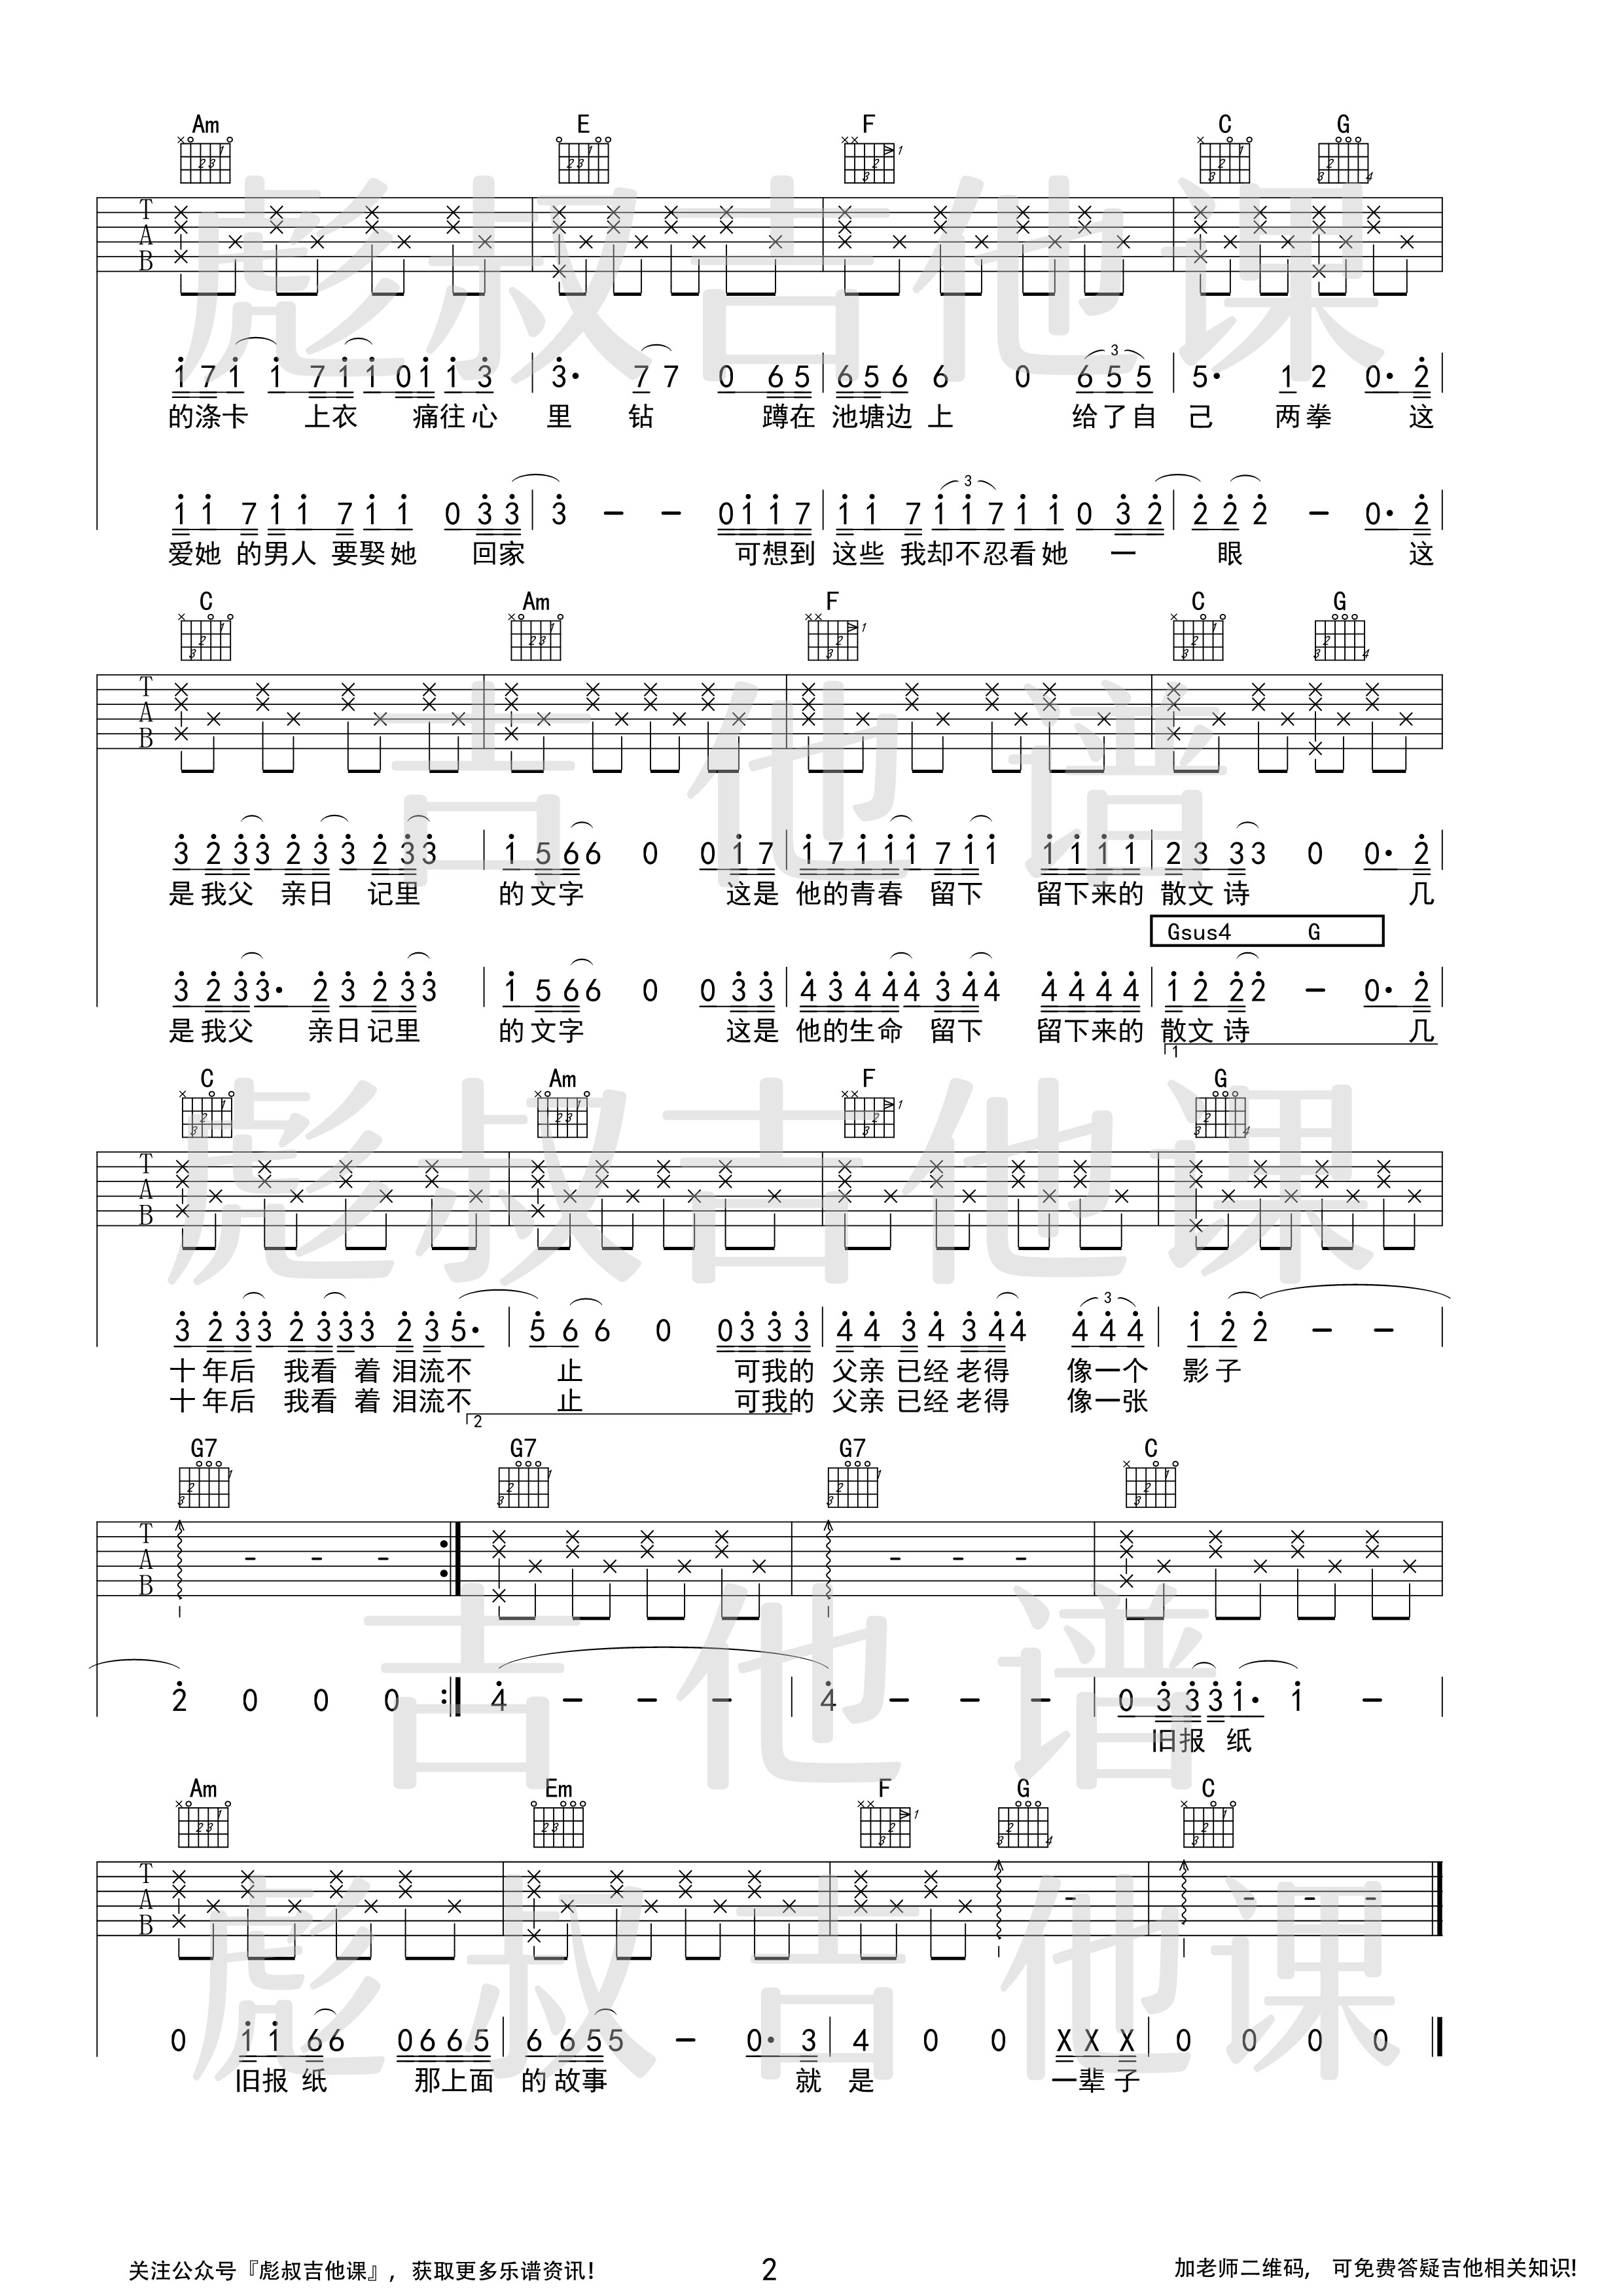 Am E F C G
1 7 1 1 7 1 1 0 1 1 3 3· 7 7 0 6 5 6 5 6 6 0 6 5 5 5· 1 2 0· 2
的涤卡 上衣 痛往心 里 钻 蹲在 池塘边 上 给了自 己 两拳 这
1 1 7 1 1 7 1 1 0 3 3 3 - - 0 1 1 7 1 1 7 1 1 7 1 1 0 3 2 2 2 2 - 0· 2
爱她 的男人 要娶她 回家 可想到 这些 我却不忍看她 一 眼 这
C Am F C G
3 2 3 3 2 3 3 2 3 3 1 5 6 6 0 0 1 7 1 7 1 1 1 7 1 1 1 1 1 1 2 3 3 3 0 0· 2
是我父 亲日 记里 的文字 这是 他的青春 留下 留下来的 散文诗 几
Gsus4 G
3 2 3 3· 2 3 2 3 3 1 5 6 6 0 0 3 3 4 3 4 4 4 3 4 4 4 4 4 4 1 2 2 2 - 0· 2
是我父 亲日记里 的文字 这是 他的生命 留下 留下来的 散文诗 几
1
C Am F G
3 2 3 3 2 3 3 3 2 3 5· 5 6 6 0 0 3 3 3 4 4 3 4 3 4 4 4 4 4 1 2 2 - -
十年后 我看 着泪流不 止 可我的 父亲已经老得 像一个 影子
十年后 我看 着泪流不 止 可我的 父亲已经老得 像一张
2
G7 G7 G7 C
2 0 0 0 4 - - - 4 - - - 0 3 3 3 1· 1 -
旧报 纸
Am Em F G C
0 1 1 6 6 0 6 6 5 6 6 5 5 - 0· 3 4 0 0 X X X 0 0 0 0
旧报纸 那上面 的故事 就 是 一辈子
关注公众号『彪叔吉他课』，获取更多乐谱资讯！ 2 加老师二维码， 可免费答疑吉他相关知识！
彪叔吉他课
吉他谱
彪叔吉他课
吉他谱
彪叔吉他课